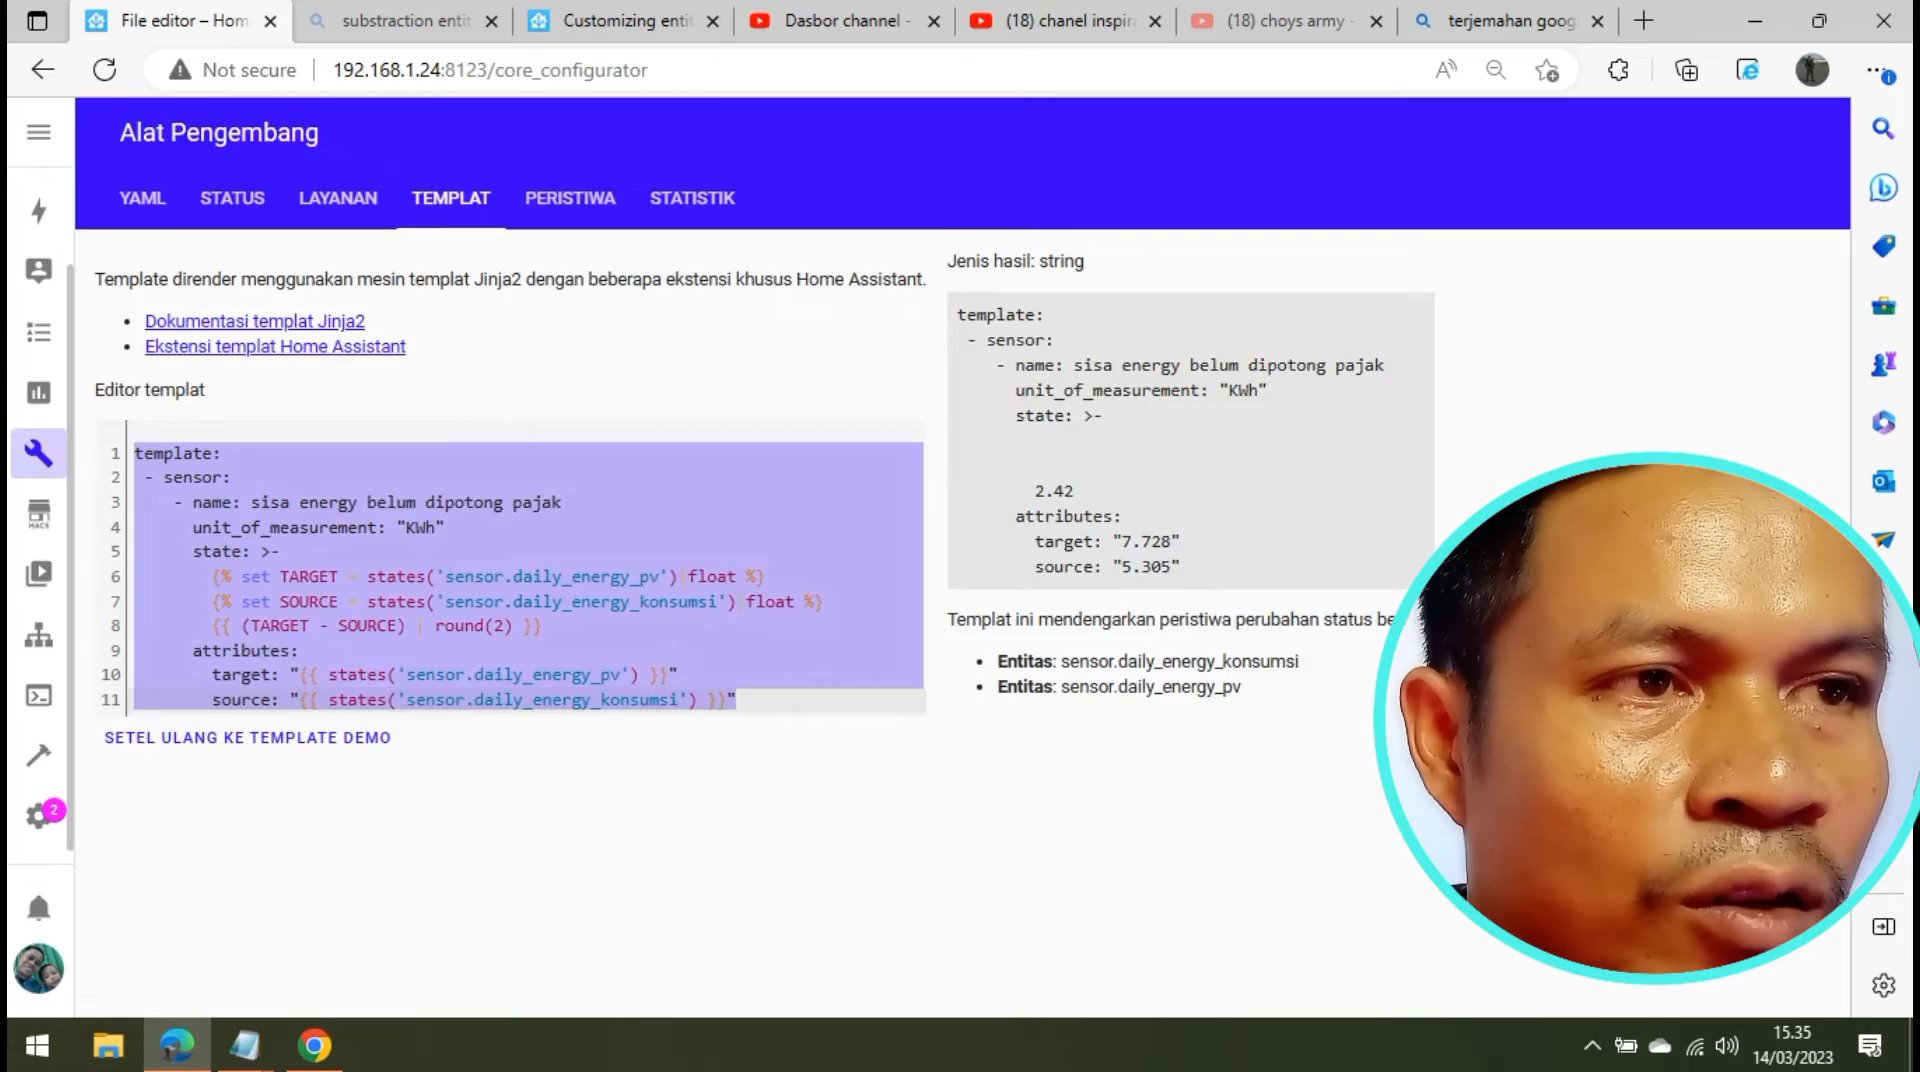 File editor – Hom
substraction entit
Customizing entit
Dasbor channel -
(18) chanel inspira
(18) choys army -
terjemahan goog
Not secure
192.168.1.24:8123/core_configurator
Alat Pengembang
YAML
STATUS
LAYANAN
TEMPLAT
PERISTIWA
STATISTIK
Template dirender menggunakan mesin templat Jinja2 dengan beberapa ekstensi khusus Home Assistant.
Dokumentasi templat Jinja2
Ekstensi templat Home Assistant
Editor templat
1 template:
2 - sensor:
3 - name: sisa energy belum dipotong pajak
4 unit_of_measurement: "KWh"
5 state: >-
6 {% set TARGET = states('sensor.daily_energy_pv')|float %}
7 {% set SOURCE = states('sensor.daily_energy_konsumsi')|float %}
8 {{ (TARGET - SOURCE) | round(2) }}
9 attributes:
10 target: "{{ states('sensor.daily_energy_pv') }}"
11 source: "{{ states('sensor.daily_energy_konsumsi') }}"
SETEL ULANG KE TEMPLATE DEMO
Jenis hasil: string
template:
- sensor:
- name: sisa energy belum dipotong pajak
unit_of_measurement: "KWh"
state: >-
2.42
attributes:
target: "7.728"
source: "5.305"
Templat ini mendengarkan peristiwa perubahan status be
Entitas: sensor.daily_energy_konsumsi
Entitas: sensor.daily_energy_pv
HACS
2
15.35
14/03/2023